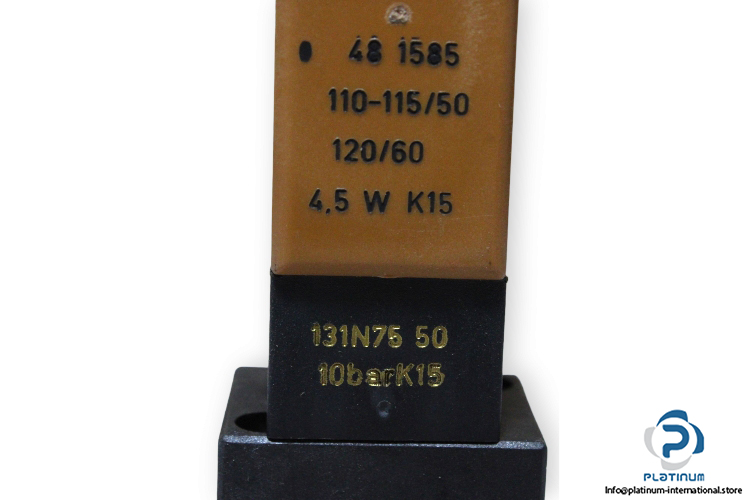 48 1585
110-115/50
120/60
4,5 W K15
131N75 50
10barK15
PLATINUM
Info@platinum-international.store